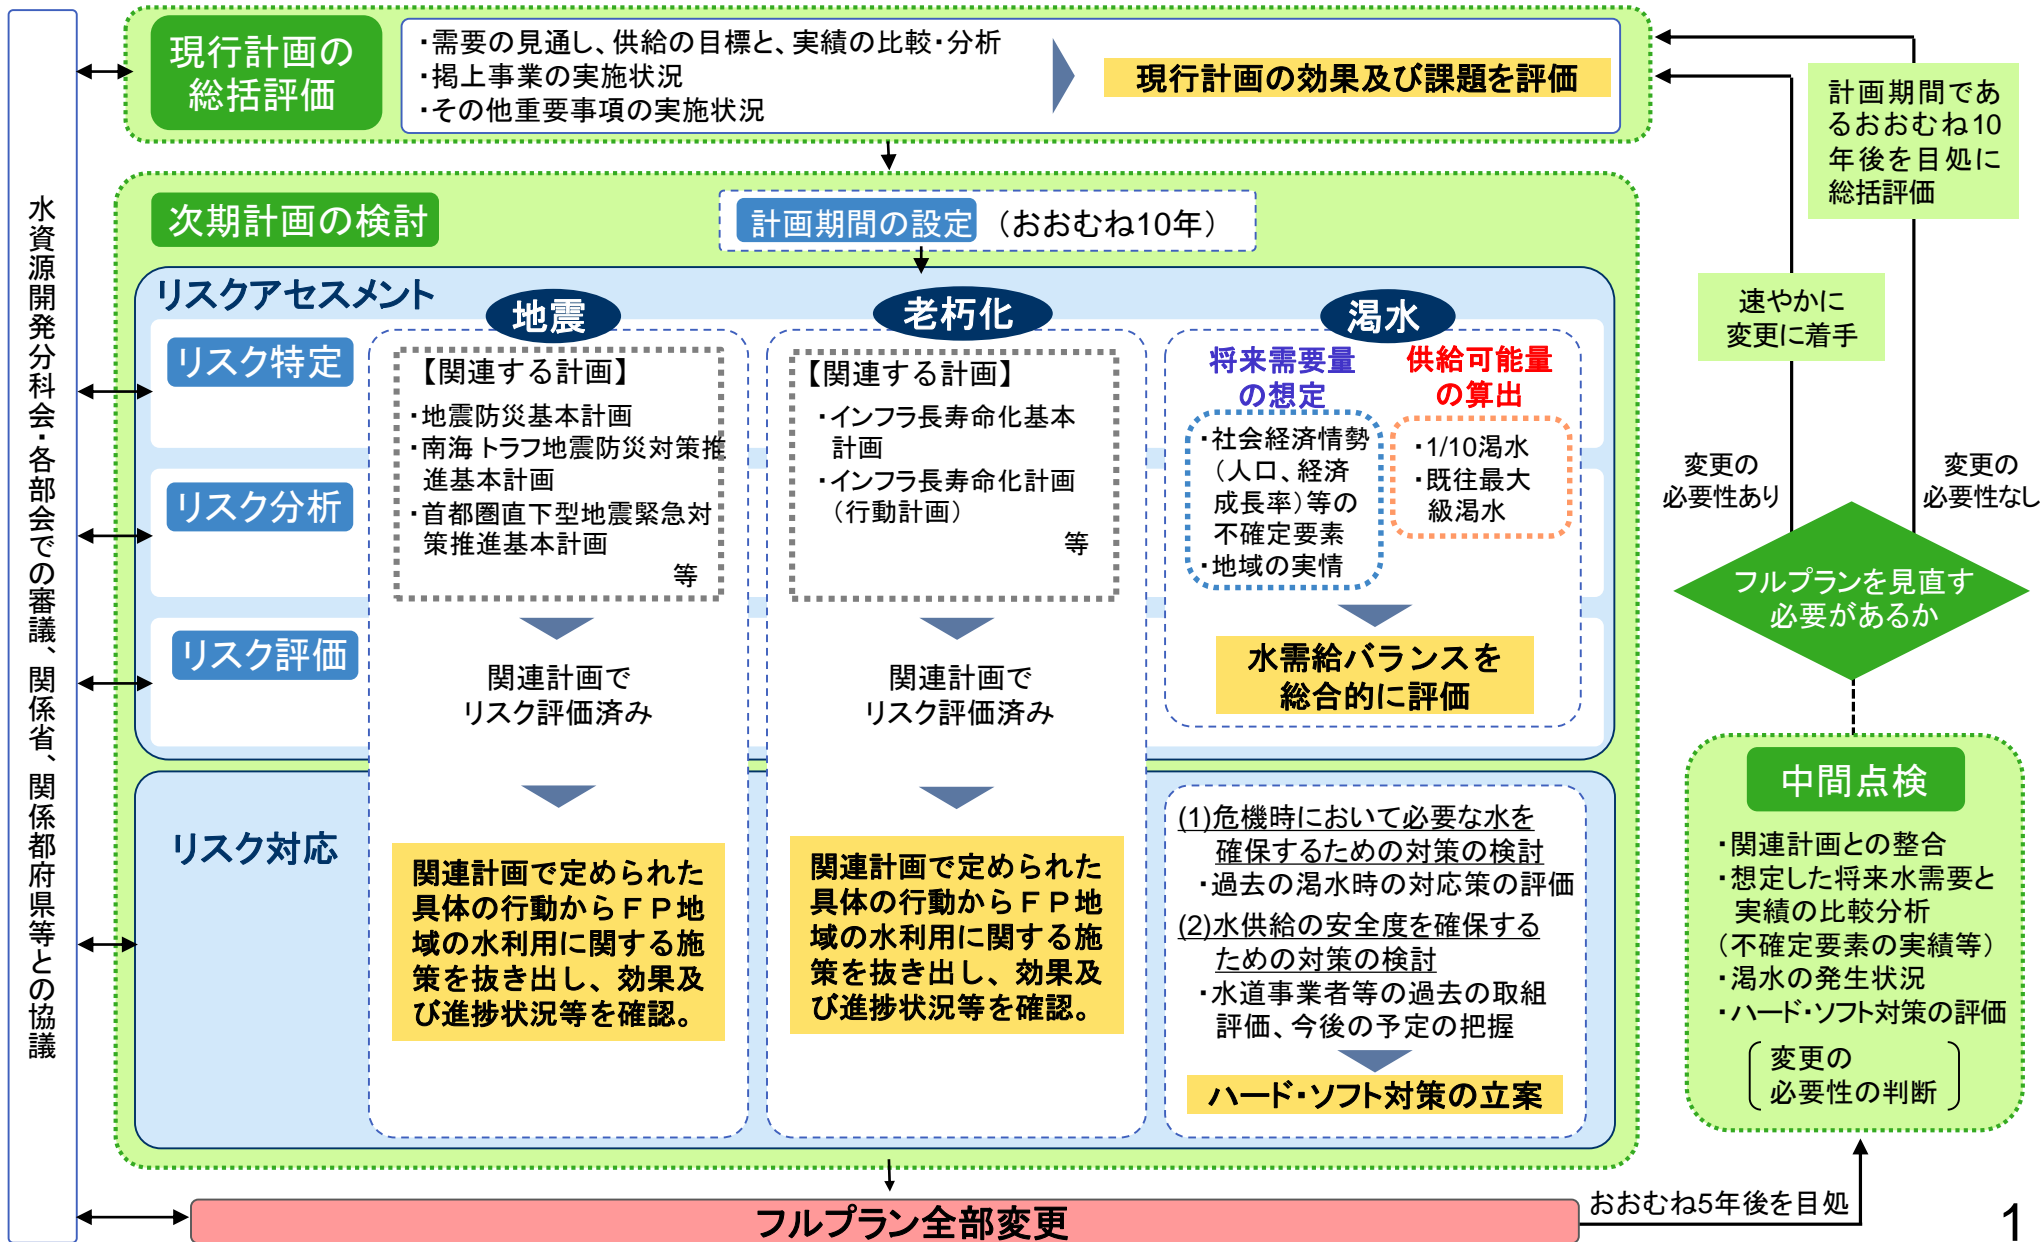 現行計画の
総括評価
・需要の見通し、供給の目標と、実績の比較・分析
・掲上事業の実施状況
・その他重要事項の実施状況
現行計画の効果及び課題を評価
水資源開発分科会・各部会での審議、関係省、関係都府県等との協議
次期計画の検討
計画期間の設定 (おおむね10年)
リスクアセスメント
リスク特定
リスク分析
リスク評価
地震
【関連する計画】
・地震防災基本計画
・南海トラフ地震防災対策推
進基本計画
・首都圏直下型地震緊急対
策推進基本計画
等
関連計画で
リスク評価済み
老朽化
【関連する計画】
・インフラ長寿命化基本
計画
・インフラ長寿命化計画
(行動計画)
等
関連計画で
リスク評価済み
渇水
将来需要量
の想定
・社会経済情勢
(人口、経済
成長率)等の
不確定要素
・地域の実情
供給可能量
の算出
・1/10渇水
・既往最大
級渇水
水需給バランスを
総合的に評価
リスク対応
関連計画で定められた
具体の行動からFP地
域の水利用に関する施
策を抜き出し、効果及
び進捗状況等を確認。
関連計画で定められた
具体の行動からFP地
域の水利用に関する施
策を抜き出し、効果及
び進捗状況等を確認。
(1)危機時において必要な水を
確保するための対策の検討
・過去の渇水時の対応策の評価
(2)水供給の安全度を確保する
ための対策の検討
・水道事業者等の過去の取組
評価、今後の予定の把握
ハード・ソフト対策の立案
フルプラン全部変更
おおむね5年後を目処
中間点検
・関連計画との整合
・想定した将来水需要と
実績の比較分析
(不確定要素の実績等)
・渇水の発生状況
・ハード・ソフト対策の評価
変更の
必要性の判断
フルプランを見直す
必要があるか
変更の
必要性あり
変更の
必要性なし
速やかに
変更に着手
計画期間であ
るおおむね10
年後を目処に
総括評価
1